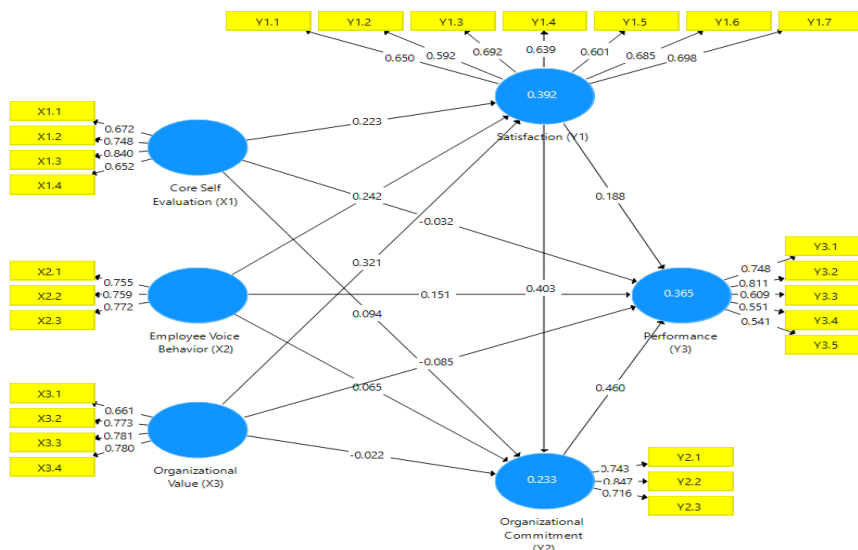 Y1.1 Y1.2 Y1.3 Y1.4 Y1.5 Y1.6 Y1.7
0.650 0.592 0.692 0.639 0.601 0.685 0.698
0.392
Satisfaction (Y1)
X1.1
X1.2
X1.3
X1.4
0.672
0.748
0.840
0.652
Core Self
Evaluation (X1)
0.223
0.242
-0.032
0.188
0.321
X2.1
X2.2
X2.3
0.755
0.759
0.772
Employee Voice
Behavior (X2)
0.151
0.403
0.094
-0.085
0.065
0.460
-0.022
0.365
Performance
(Y3)
0.748
0.811
0.609
0.551
0.541
Y3.1
Y3.2
Y3.3
Y3.4
Y3.5
X3.1
X3.2
X3.3
X3.4
0.661
0.773
0.781
0.780
Organizational
Value (X3)
0.233
Organizational
Commitment
(Y2)
0.743
0.847
0.716
Y2.1
Y2.2
Y2.3